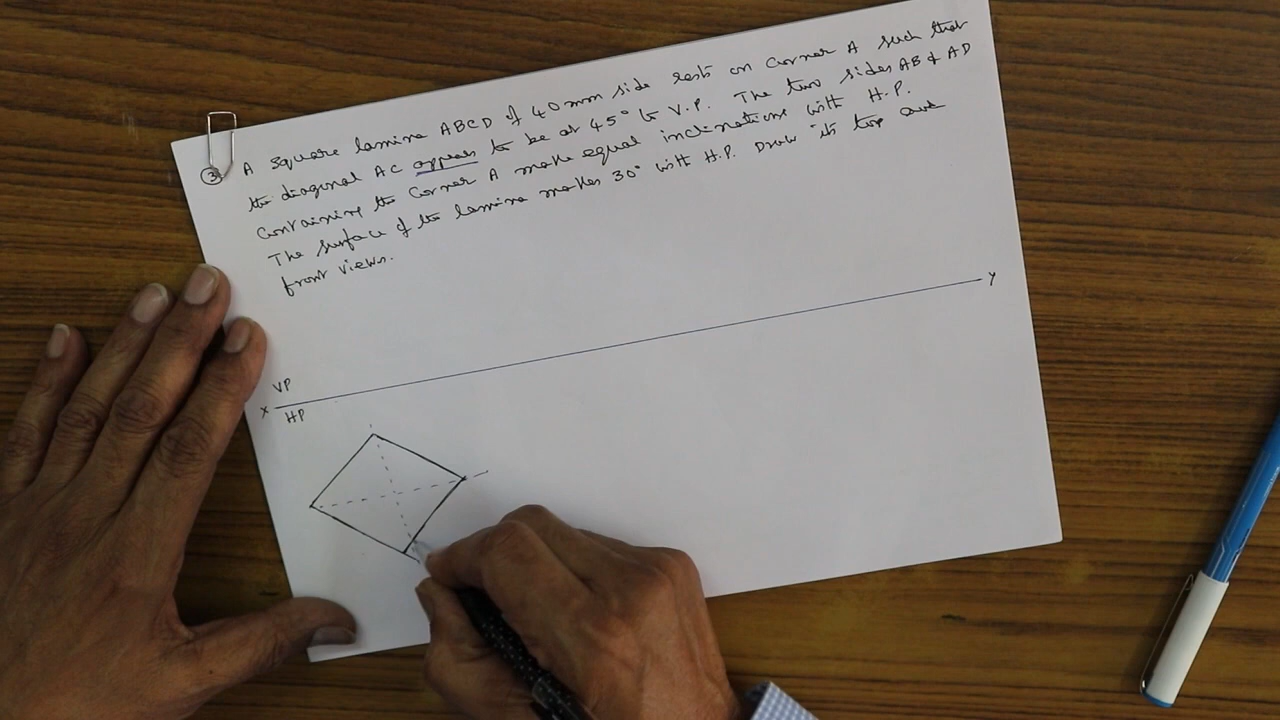 ③ A square lamina ABCD of 40mm side rests on corner A such that
the diagonal AC appears to be at 45° to V.P. The two sides AB & AD
containing the corner A make equal inclinations with H.P.
The surface of the lamina makes 30° with H.P. Draw its top and
front views.
VP
X Y
HP